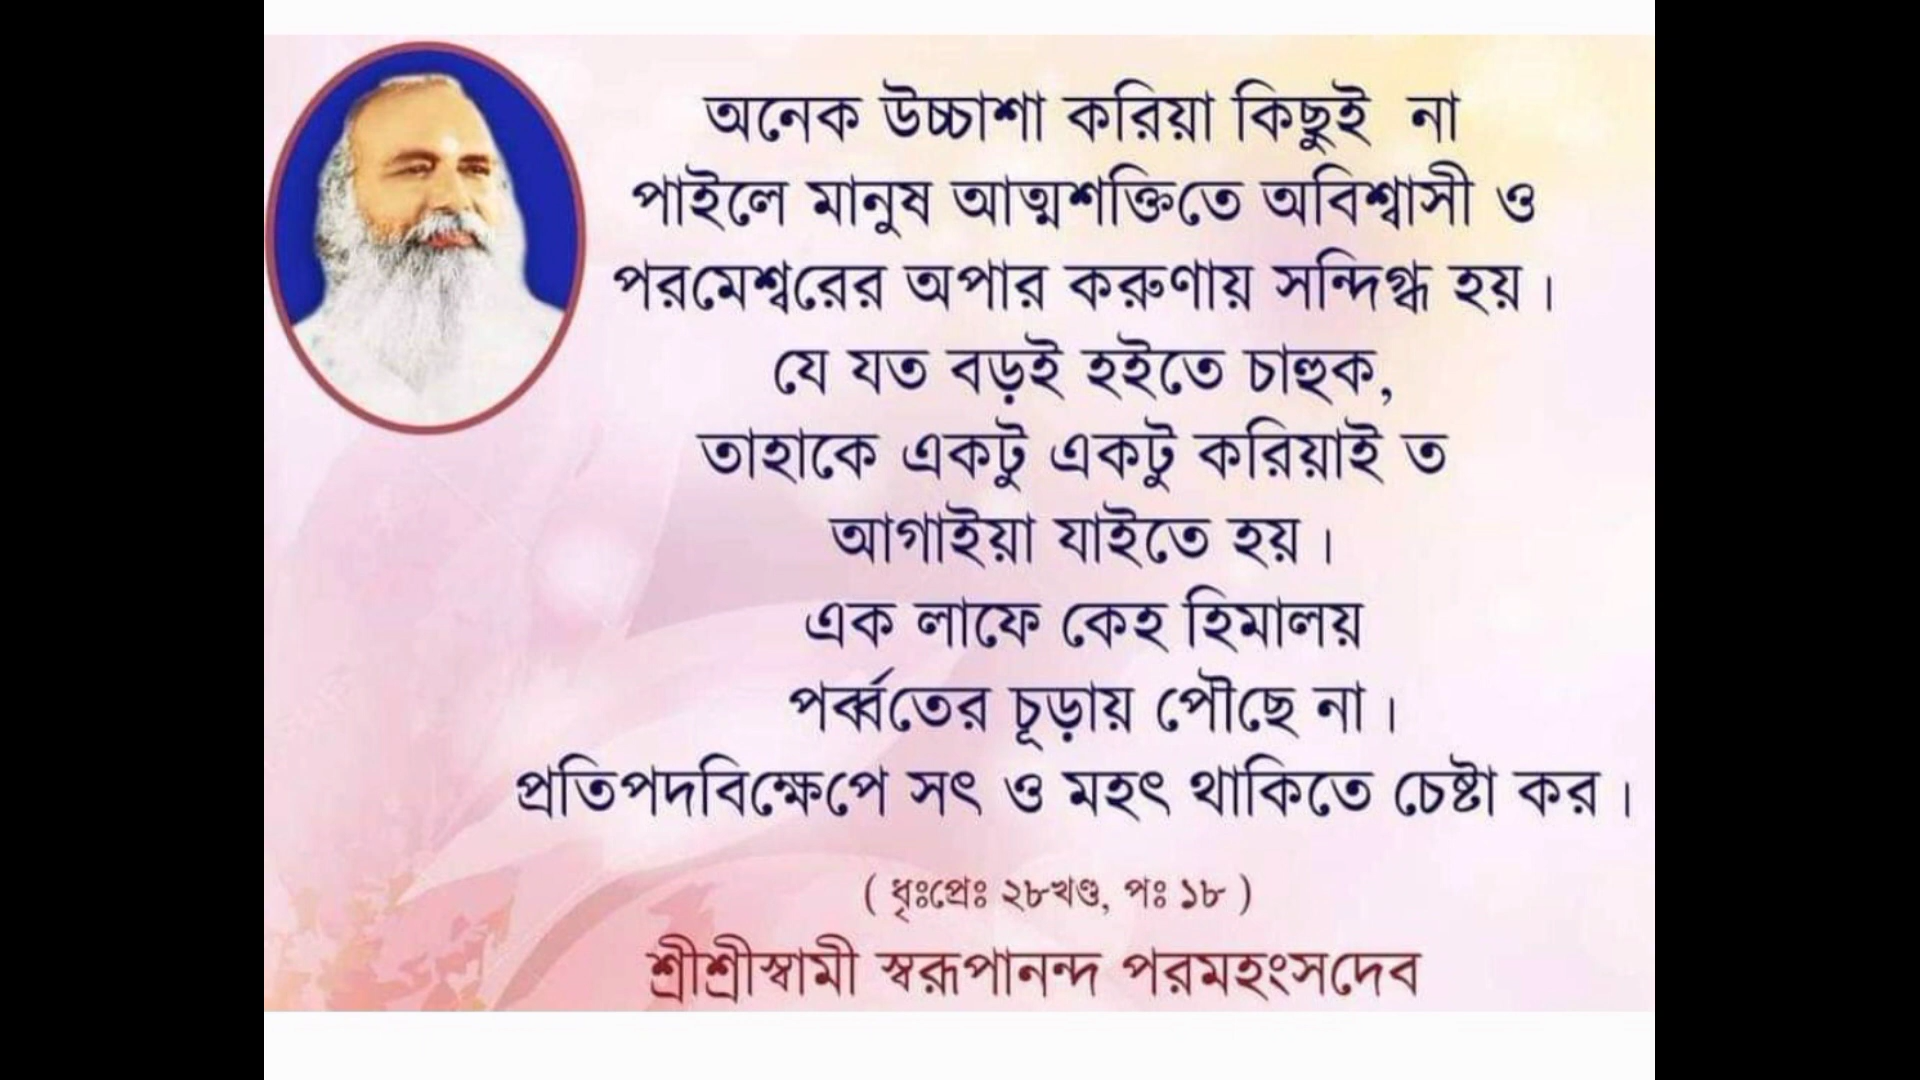 অনেক উচ্চাশা করিয়া কিছুই না
পাইলে মানুষ আত্মশক্তিতে অবিশ্বাসী ও
পরমেশ্বরের অপার করুণায় সন্দিগ্ধ হয়।
যে যত বড়ই হইতে চাহুক,
তাহাকে একটু একটু করিয়াই ত
আগাইয়া যাইতে হয়।
এক লাফে কেহ হিমালয়
পর্ব্বতের চূড়ায় পৌছে না।
প্রতিপদবিক্ষেপে সৎ ও মহৎ থাকিতে চেষ্টা কর।
( ধৃঃপ্রেঃ ২৮খণ্ড, পঃ ১৮ )
শ্রীশ্রীস্বামী স্বরূপানন্দ পরমহংসদেব